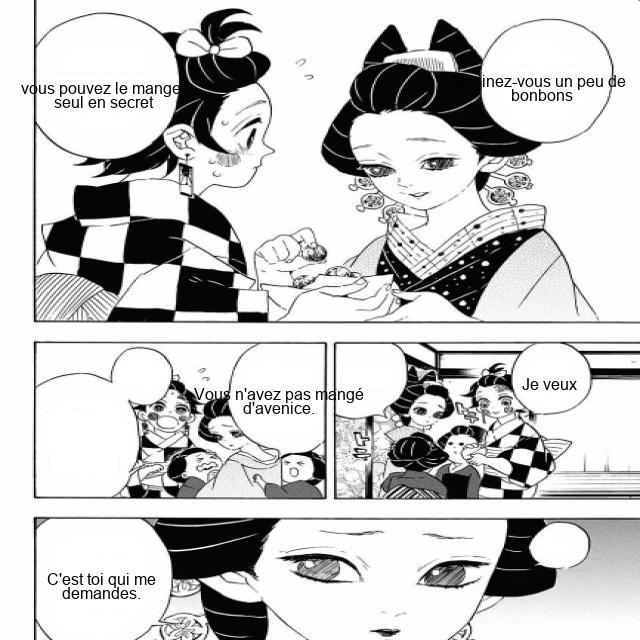 vous pouvez le mange
seul en secret
inez-vous un peu de
bonbons
Vous n'avez pas mangé
d'avenice.
Je veux
C'est toi qui me
demandes.